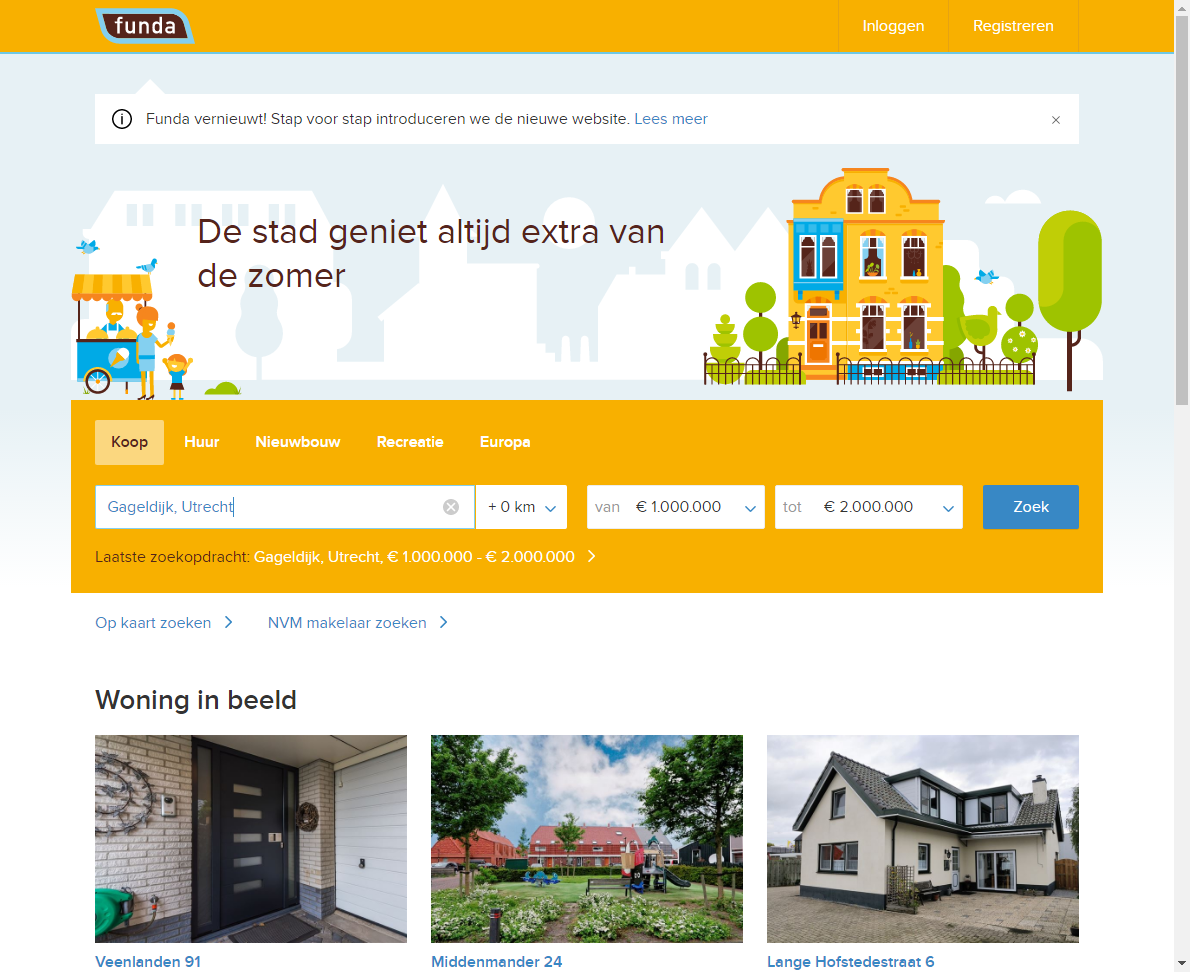 funda
Inloggen
Registreren
Funda vernieuwt! Stap voor stap introduceren we de nieuwe website. Lees meer
De stad geniet altijd extra van
de zomer
Koop
Huur
Nieuwbouw
Recreatie
Europa
Gageldijk, Utrecht
+ 0 km
van € 1.000.000
tot € 2.000.000
Zoek
Laatste zoekopdracht: Gageldijk, Utrecht, € 1.000.000 - € 2.000.000
Op kaart zoeken
NVM makelaar zoeken
Woning in beeld
Veenlanden 91
Middenmander 24
Lange Hofstedestraat 6